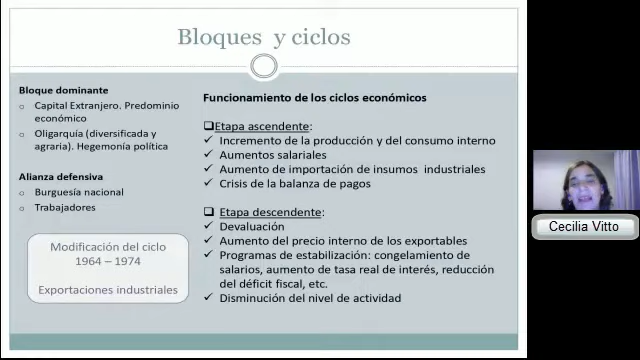 Bloques y ciclos
Bloque dominante
Capital Extranjero. Predominio
económico
Oligarquía (diversificada y
agraria). Hegemonía política
Alianza defensiva
Burguesía nacional
Trabajadores
Modificación del ciclo
1964 – 1974
Exportaciones industriales
Funcionamiento de los ciclos económicos
Etapa ascendente:
Incremento de la producción y del consumo interno
Aumentos salariales
Aumento de importación de insumos industriales
Crisis de la balanza de pagos
Etapa descendente:
Devaluación
Aumento del precio interno de los exportables
Programas de estabilización: congelamiento de
salarios, aumento de tasa real de interés, reducción
del déficit fiscal, etc.
Disminución del nivel de actividad
Cecilia Vitto